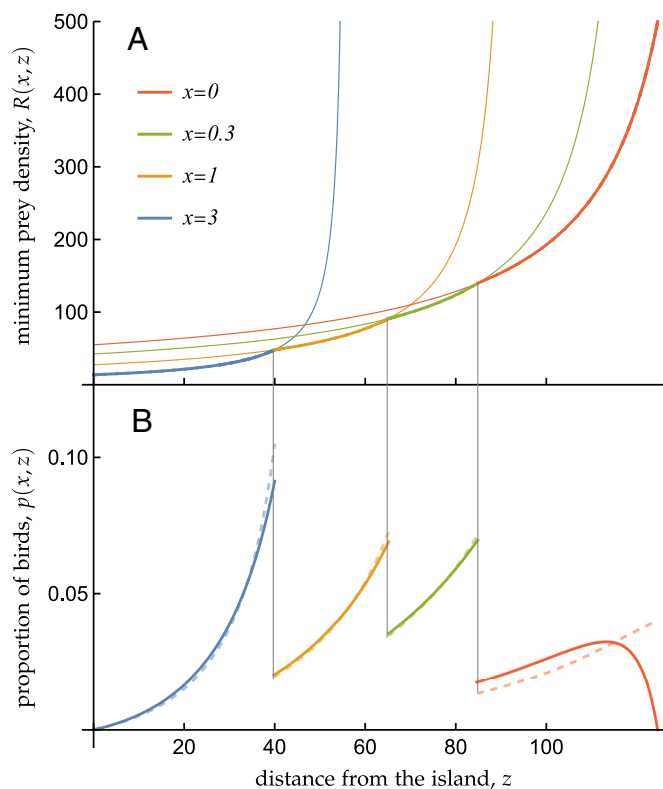 A
500
400
300
200
100
minimum prey density, R(x, z)
x=0
x=0.3
x=1
x=3
B
0.10
0.05
proportion of birds, p(x, z)
20 40 60 80 100
distance from the island, z